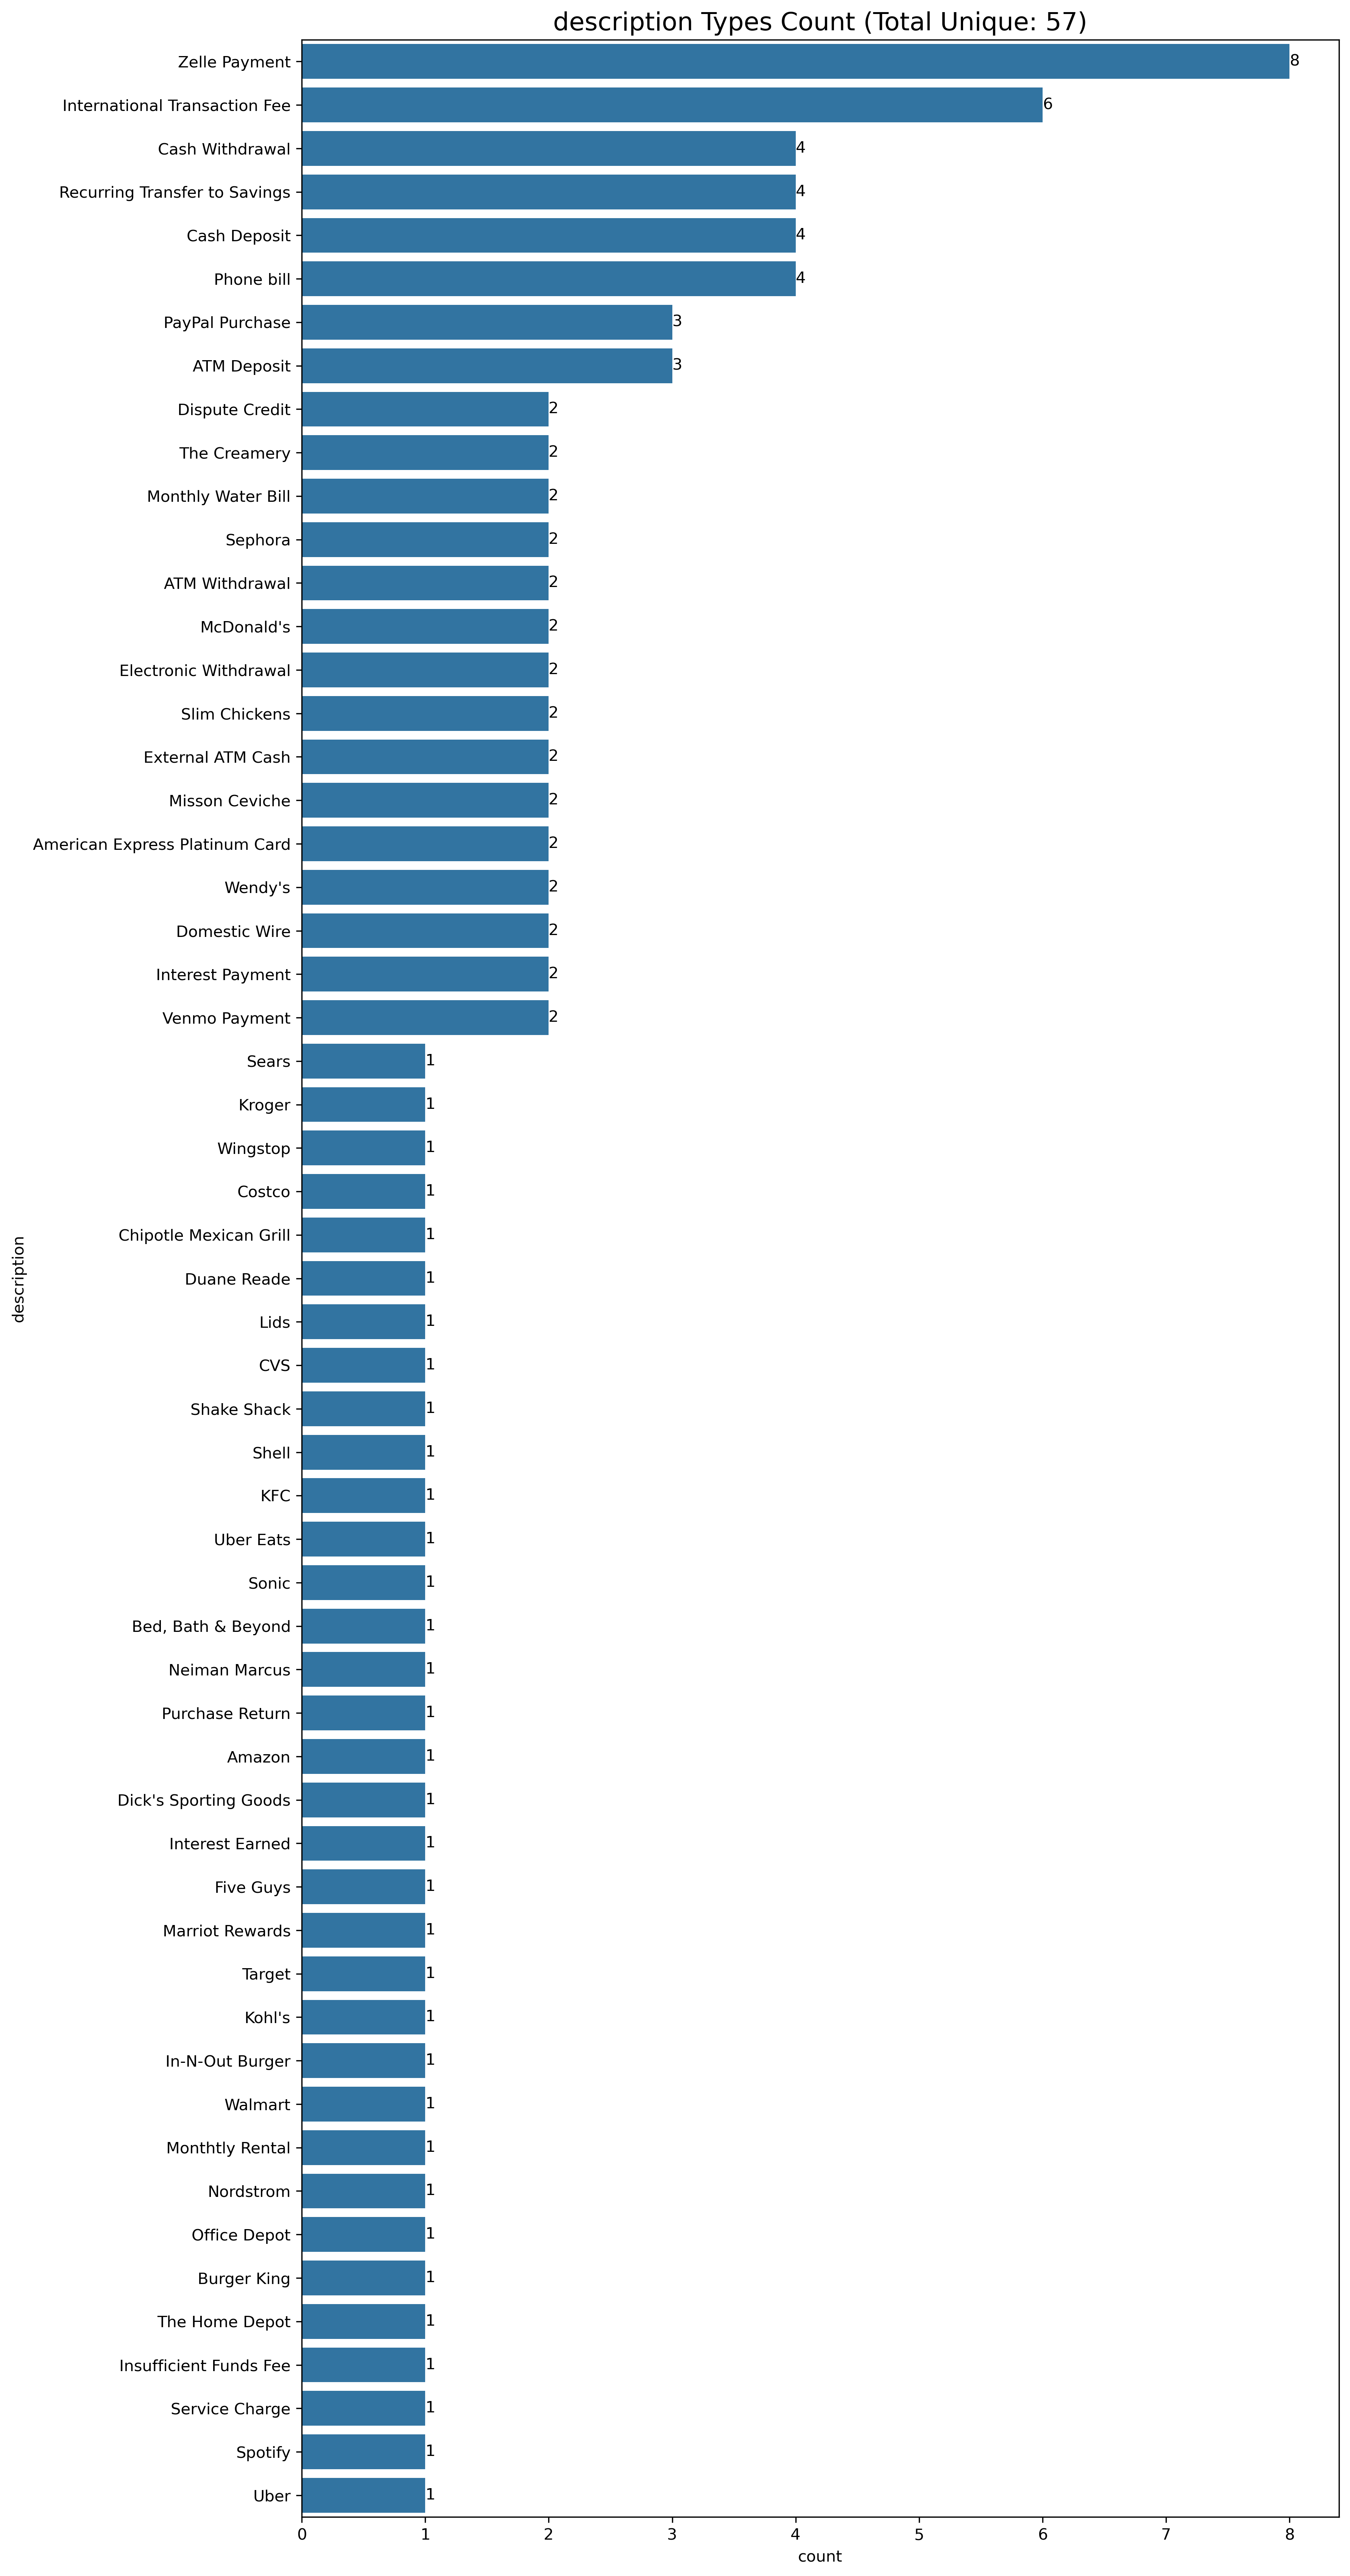 description Types Count (Total Unique: 57)
Zelle Payment 8
International Transaction Fee 6
Cash Withdrawal 4
Recurring Transfer to Savings 4
Cash Deposit 4
Phone bill 4
PayPal Purchase 3
ATM Deposit 3
Dispute Credit 2
The Creamery 2
Monthly Water Bill 2
Sephora 2
ATM Withdrawal 2
McDonald's 2
Electronic Withdrawal 2
Slim Chickens 2
External ATM Cash 2
Misson Ceviche 2
American Express Platinum Card 2
Wendy's 2
Domestic Wire 2
Interest Payment 2
Venmo Payment 2
Sears 1
Kroger 1
Wingstop 1
Costco 1
Chipotle Mexican Grill 1
Duane Reade 1
Lids 1
CVS 1
Shake Shack 1
Shell 1
KFC 1
Uber Eats 1
Sonic 1
Bed, Bath & Beyond 1
Neiman Marcus 1
Purchase Return 1
Amazon 1
Dick's Sporting Goods 1
Interest Earned 1
Five Guys 1
Marriot Rewards 1
Target 1
Kohl's 1
In-N-Out Burger 1
Walmart 1
Monthtly Rental 1
Nordstrom 1
Office Depot 1
Burger King 1
The Home Depot 1
Insufficient Funds Fee 1
Service Charge 1
Spotify 1
Uber 1
description
0 1 2 3 4 5 6 7 8
count